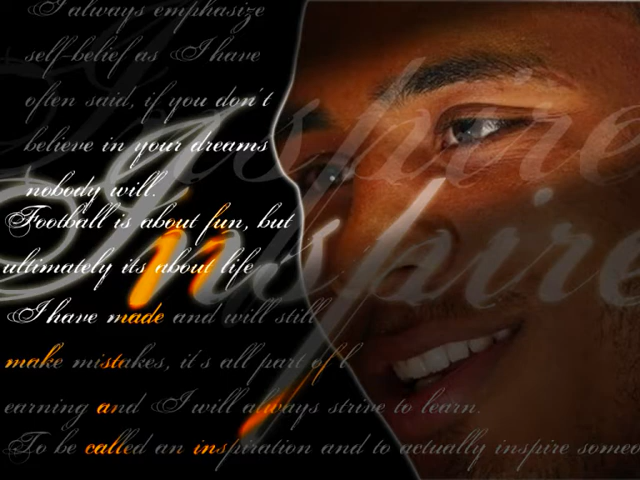 I always emphasize
self-belief as I have
often said, if you don't
believe in your dreams
nobody will.
Football is about fun, but
ultimately its about life
I have made and will still
make mistakes, it's all part of l
earning and I will always strive to learn.
To be called an inspiration and to actually inspire someo
Inspire
Inspire